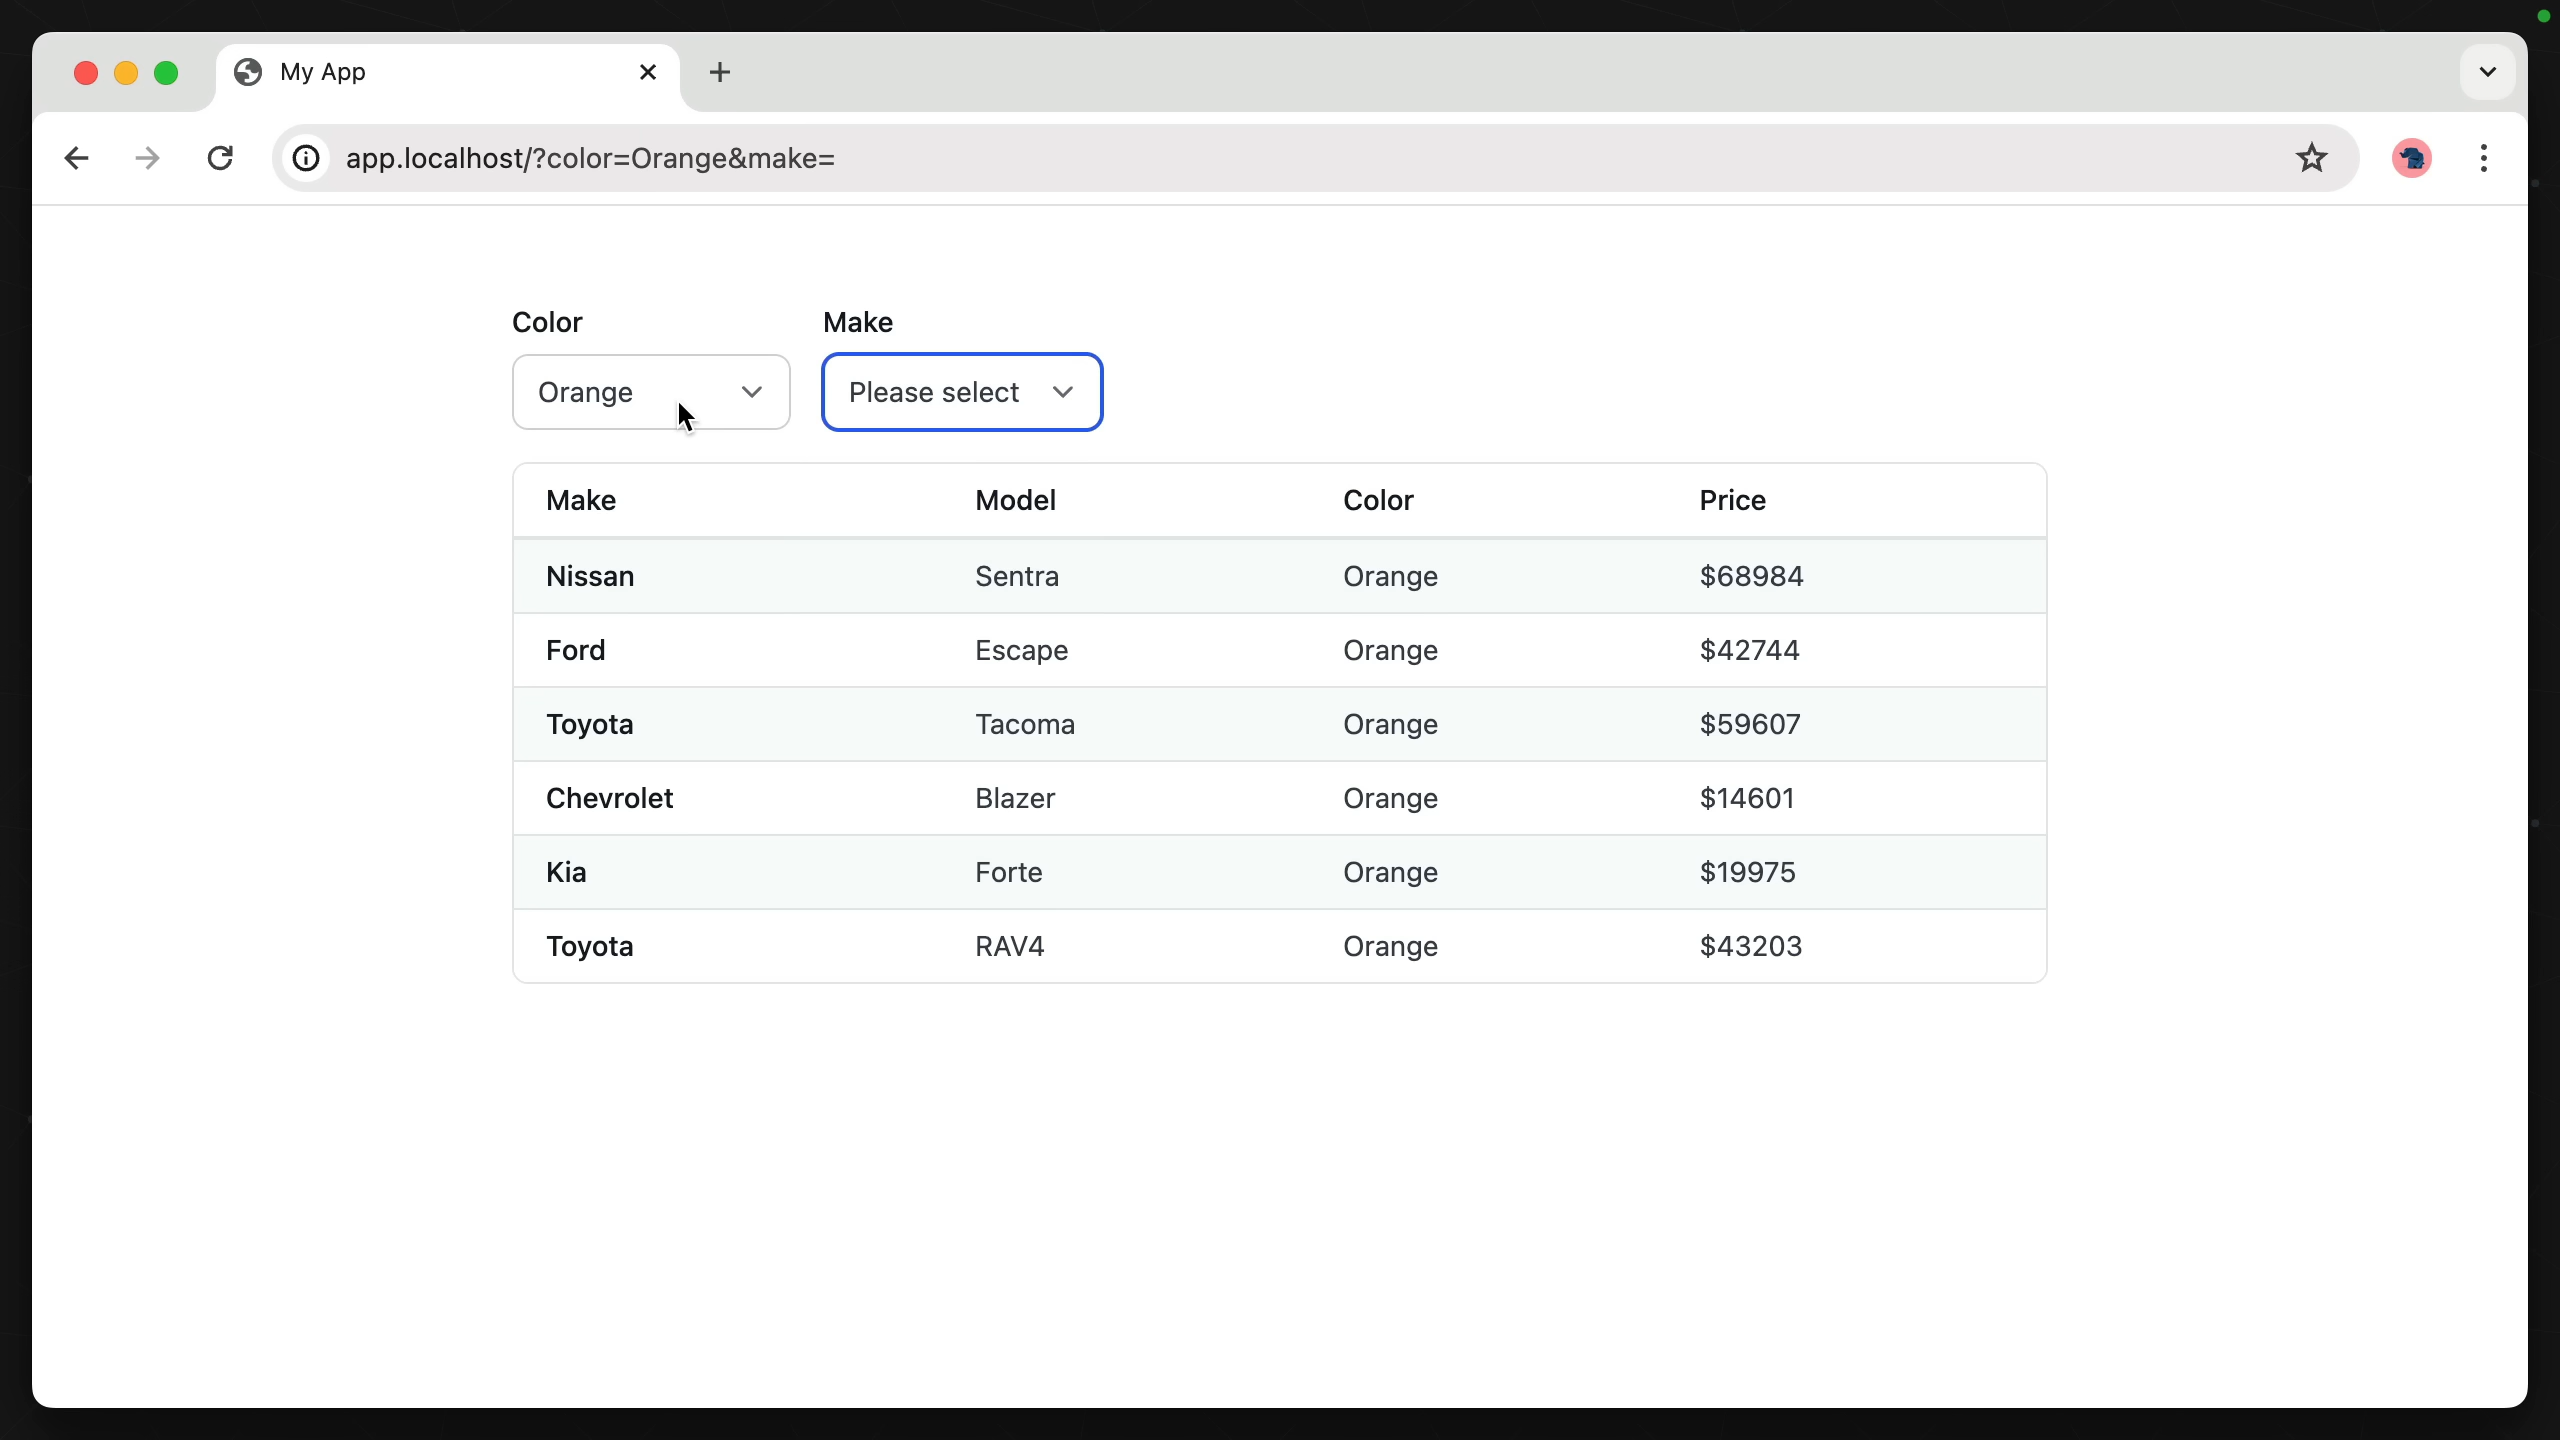 My App
app.localhost/?color=Orange&make=
Color Make
Orange Please select
Make Model Color Price
Nissan Sentra Orange $68984
Ford Escape Orange $42744
Toyota Tacoma Orange $59607
Chevrolet Blazer Orange $14601
Kia Forte Orange $19975
Toyota RAV4 Orange $43203